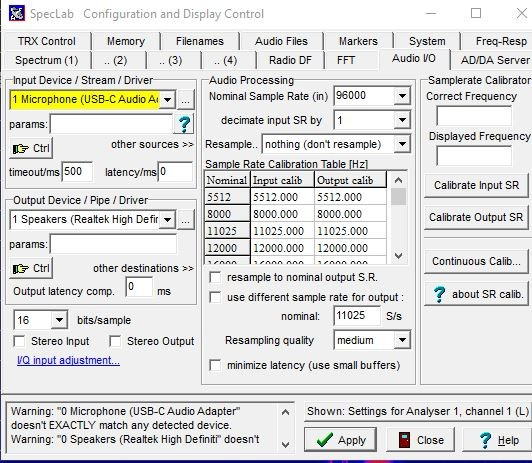 SpecLab Configuration and Display Control
TRX Control Memory Filenames Audio Files Markers System Freq-Resp
Spectrum (1) .. (2) .. (3) .. (4) Radio DF FFT Audio I/O AD/DA Server
Input Device / Stream / Driver
1 Microphone (USB-C Audio Ad
...
params:
?
Ctrl
other sources >>
timeout/ms 500 latency/ms 0
Output Device / Pipe / Driver
1 Speakers (Realtek High Defir
...
params:
Ctrl
other destinations >>
Output latency comp. 0 ms
16 bits/sample
Stereo Input Stereo Output
I/Q input adjustment...
Audio Processing
Nominal Sample Rate (in) 96000
decimate input SR by 1
Resample.. nothing (don't resample)
Sample Rate Calibration Table [Hz]
Nominal Input calib Output calib
5512 5512.000 5512.000
8000 8000.000 8000.000
11025 11025.000 11025.000
12000 12000.000 12000.000
16000 16000.000 16000.000
resample to nominal output S.R.
use different sample rate for output :
nominal: 11025 S/s
Resampling quality medium
minimize latency (use small buffers)
Samplerate Calibrator
Correct Frequency
Displayed Frequency
Calibrate Input SR
Calibrate Output SR
Continuous Calib...
? about SR calib.
Warning: "0 Microphone (USB-C Audio Adapter"
doesn't EXACTLY match any detected device.
Warning: "0 Speakers (Realtek High Definiti" doesn't
Shown: Settings for Analyser 1, channel 1 (L)
Apply Close ? Help